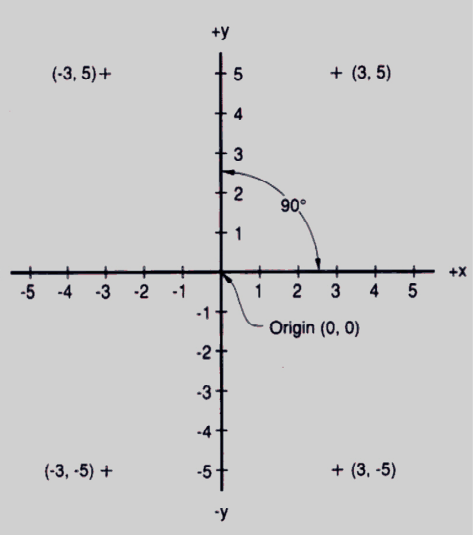 +y
(-3, 5)+ 5 + (3, 5)
4
3
90°
2
1
+x
-5 -4 -3 -2 -1 1 2 3 4 5
-1
Origin (0, 0)
-2
-3
-4
(-3, -5) + -5 + (3, -5)
-y